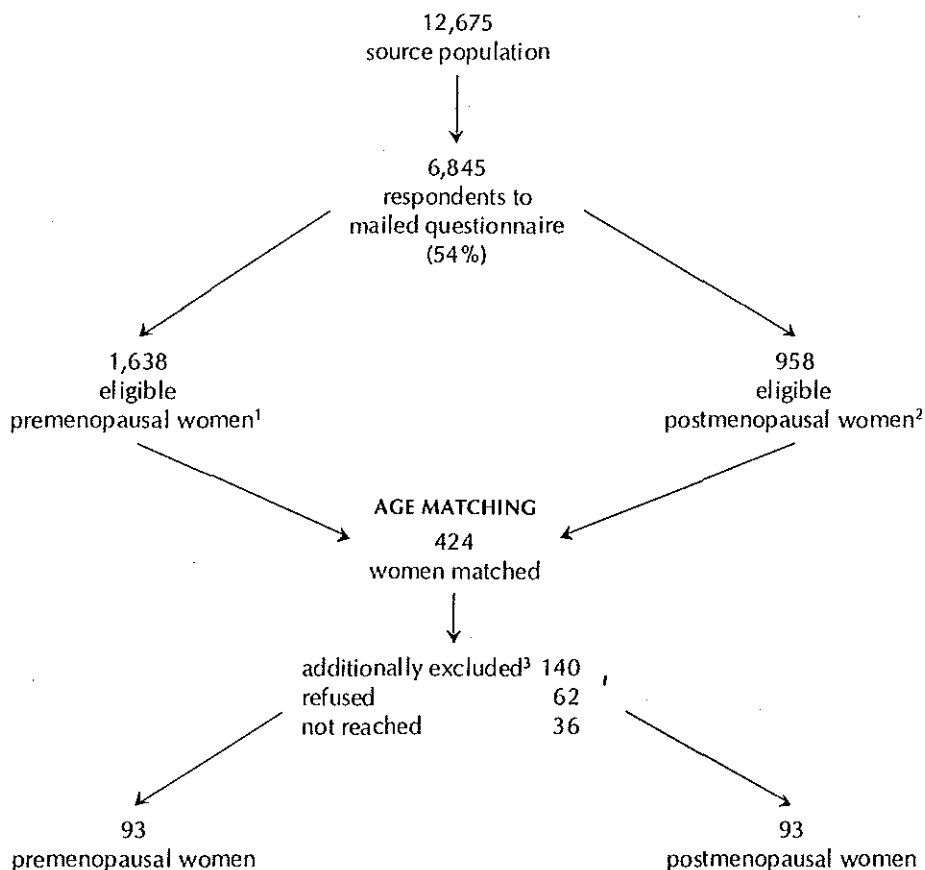 12,675
source population
6,845
respondents to
mailed questionnaire
(54%)
1,638
eligible
premenopausal women¹
958
eligible
postmenopausal women²
AGE MATCHING
424
women matched
additionally excluded³ 140
refused 62
not reached 36
93
premenopausal women
93
postmenopausal women